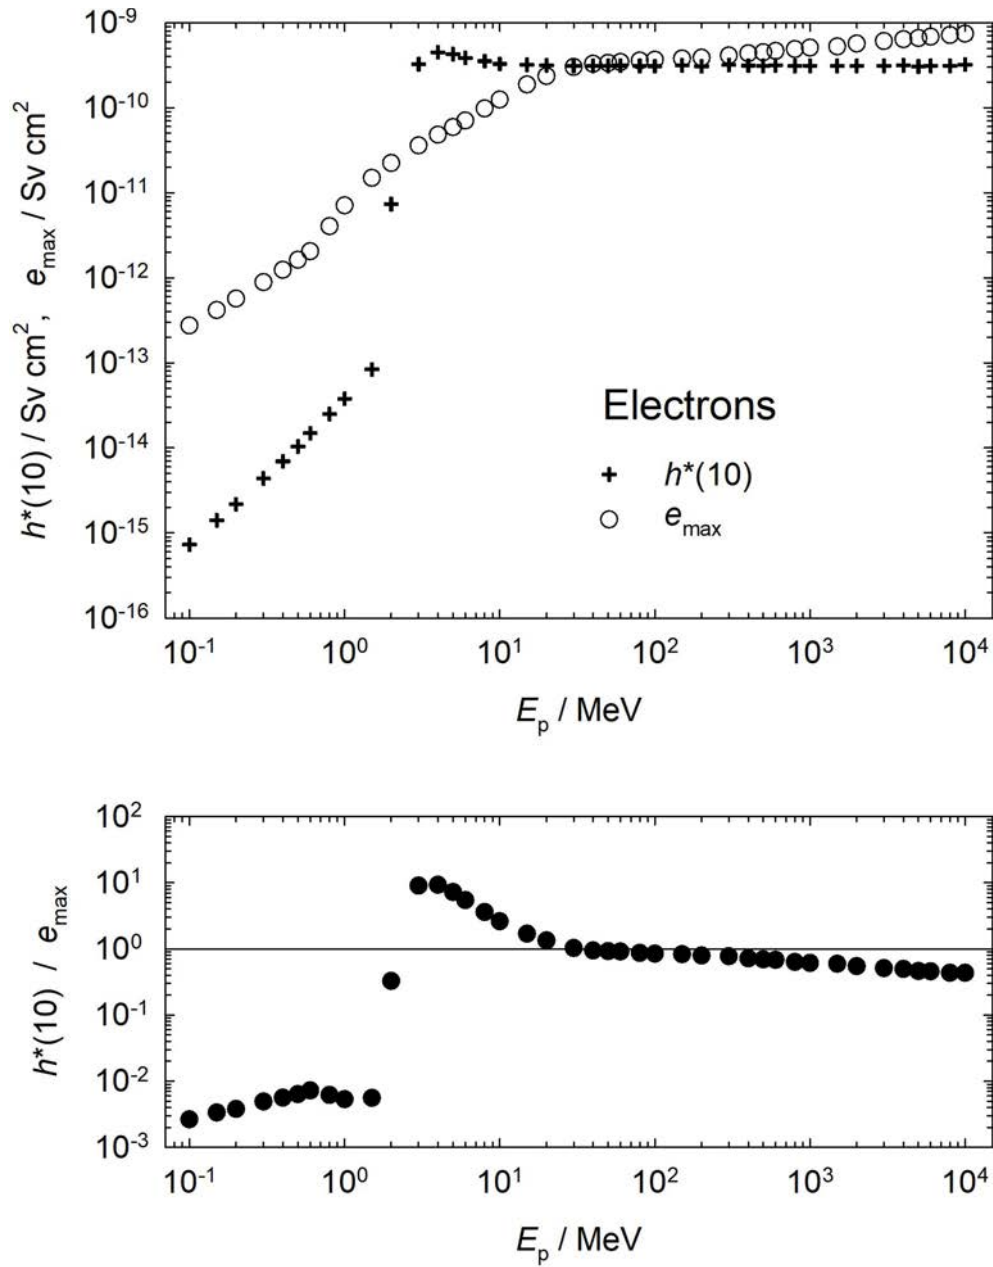 h*(10) / Sv cm², e_max / Sv cm²
10⁻⁹
10⁻¹⁰
10⁻¹¹
10⁻¹²
10⁻¹³
10⁻¹⁴
10⁻¹⁵
10⁻¹⁶
Electrons
+ h*(10)
○ e_max
10⁻¹ 10⁰ 10¹ 10² 10³ 10⁴
E_p / MeV
h*(10) / e_max
10²
10¹
10⁰
10⁻¹
10⁻²
10⁻³
10⁻¹ 10⁰ 10¹ 10² 10³ 10⁴
E_p / MeV